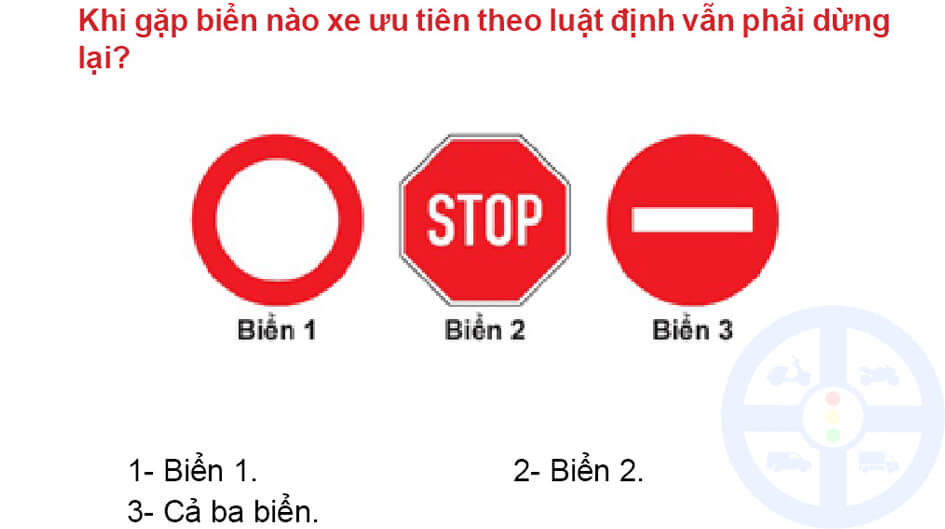 Khi gặp biển nào xe ưu tiên theo luật định vẫn phải dừng
lại?
STOP
Biển 1 Biển 2 Biển 3
1- Biển 1. 2- Biển 2.
3- Cả ba biển.